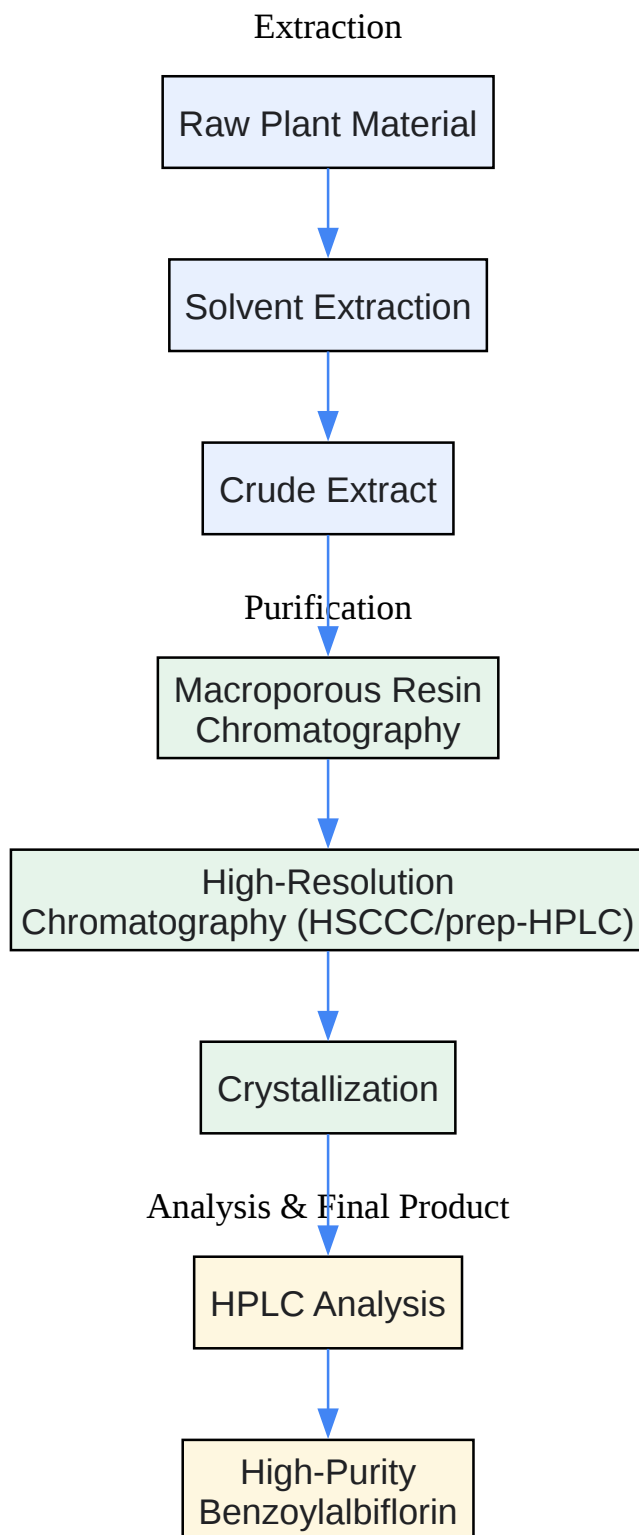 Extraction
Raw Plant Material
Solvent Extraction
Crude Extract
Purification
Macroporous Resin
Chromatography
High-Resolution
Chromatography (HSCCC/prep-HPLC)
Crystallization
Analysis & Final Product
HPLC Analysis
High-Purity
Benzoylalbiflorin